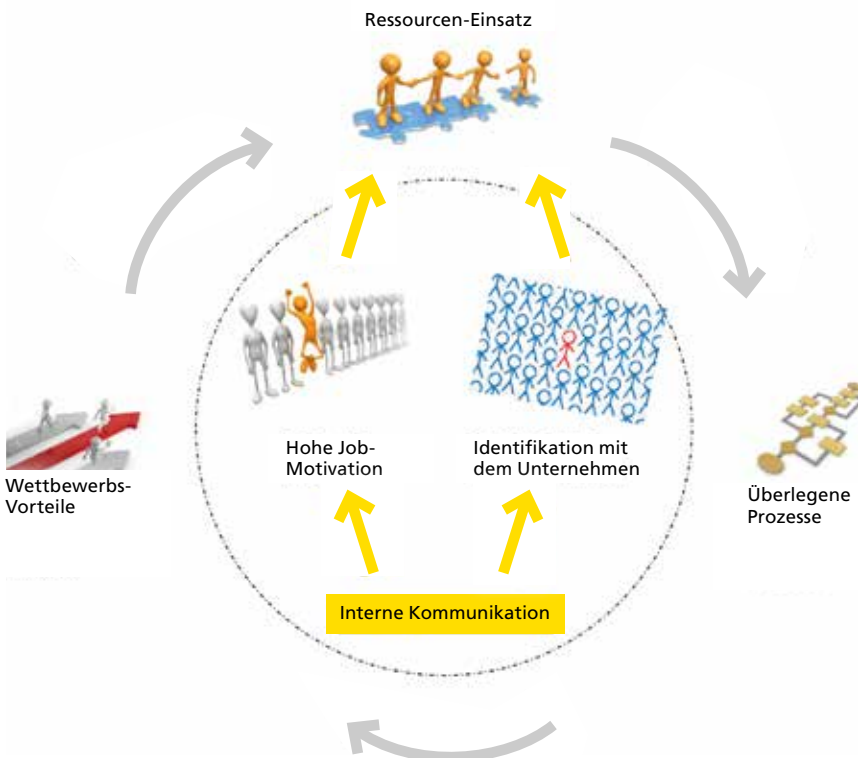 Ressourcen-Einsatz
Hohe Job-
Motivation
Identifikation mit
dem Unternehmen
Wettbewerbs-
Vorteile
Überlegene
Prozesse
Interne Kommunikation